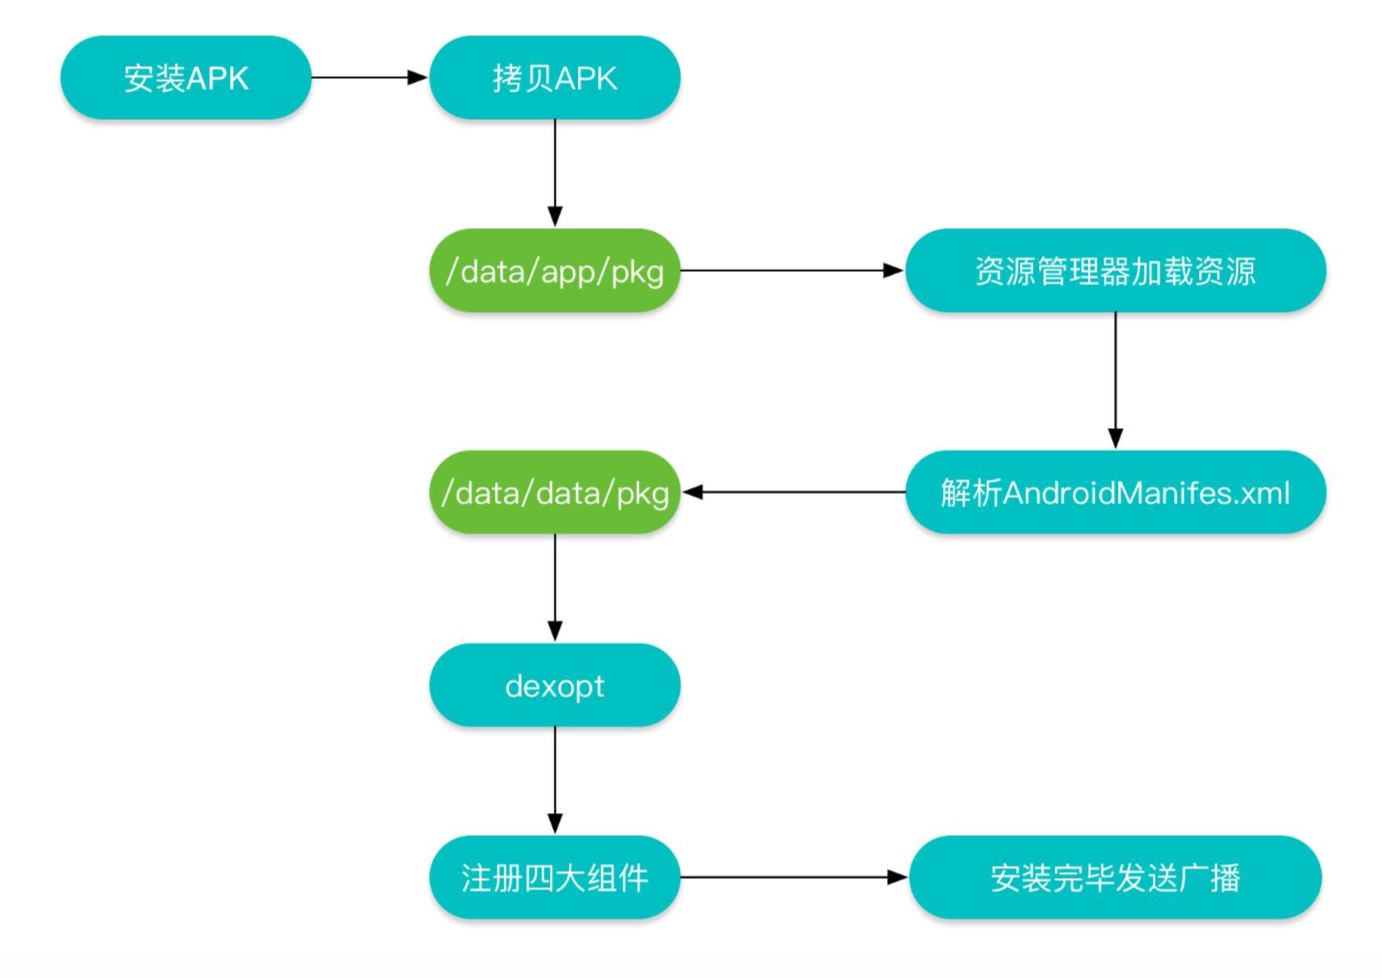 安装APK
拷贝APK
/data/app/pkg
资源管理器加载资源
解析AndroidManifes.xml
/data/data/pkg
dexopt
注册四大组件
安装完毕发送广播